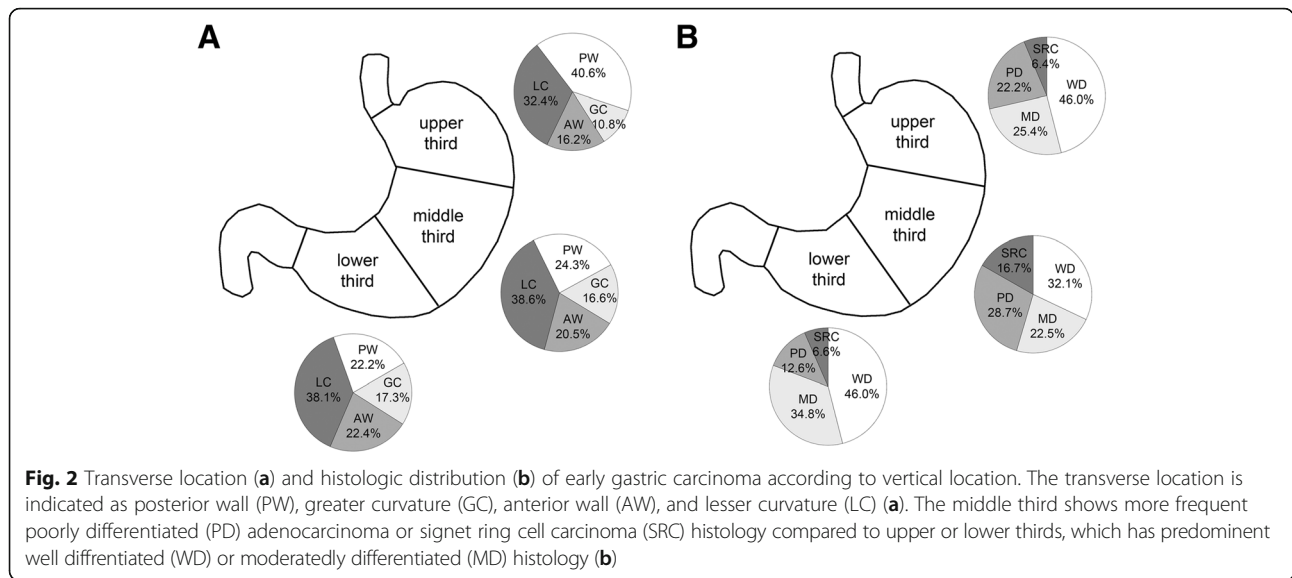 A
B
PW
40.6%
LC
32.4%
GC
10.8%
AW
16.2%
upper
third
middle
third
lower
third
PW
24.3%
LC
38.6%
GC
16.6%
AW
20.5%
PW
22.2%
LC
38.1%
GC
17.3%
AW
22.4%
SRC
6.4%
PD
22.2%
WD
46.0%
MD
25.4%
upper
third
middle
third
lower
third
SRC
16.7%
WD
32.1%
PD
28.7%
MD
22.5%
SRC
6.6%
PD
12.6%
WD
46.0%
MD
34.8%
Fig. 2 Transverse location (a) and histologic distribution (b) of early gastric carcinoma according to vertical location. The transverse location is
indicated as posterior wall (PW), greater curvature (GC), anterior wall (AW), and lesser curvature (LC) (a). The middle third shows more frequent
poorly differentiated (PD) adenocarcinoma or signet ring cell carcinoma (SRC) histology compared to upper or lower thirds, which has predominent
well diffrentiated (WD) or moderatedly differentiated (MD) histology (b)